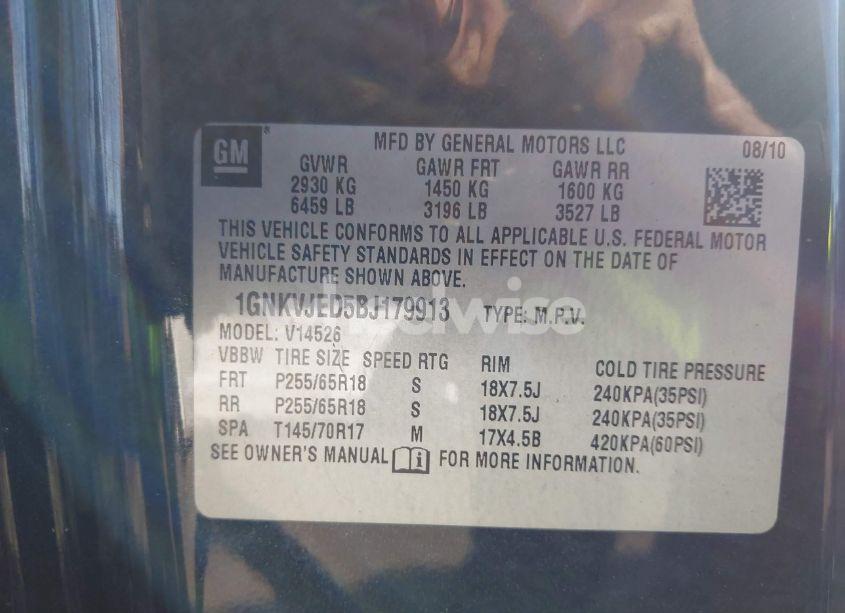 GM
MFD BY GENERAL MOTORS LLC 08/10
GVWR GAWR FRT GAWR RR
2930 KG 1450 KG 1600 KG
6459 LB 3196 LB 3527 LB
THIS VEHICLE CONFORMS TO ALL APPLICABLE U.S. FEDERAL MOTOR
VEHICLE SAFETY STANDARDS IN EFFECT ON THE DATE OF
MANUFACTURE SHOWN ABOVE.
1GNKVJED5BJ179913 TYPE: M.P.V.
MODEL: V14526
VBBW TIRE SIZE SPEED RTG RIM COLD TIRE PRESSURE
FRT P255/65R18 S 18X7.5J 240KPA(35PSI)
RR P255/65R18 S 18X7.5J 240KPA(35PSI)
SPA T145/70R17 M 17X4.5B 420KPA(60PSI)
SEE OWNER'S MANUAL FOR MORE INFORMATION.